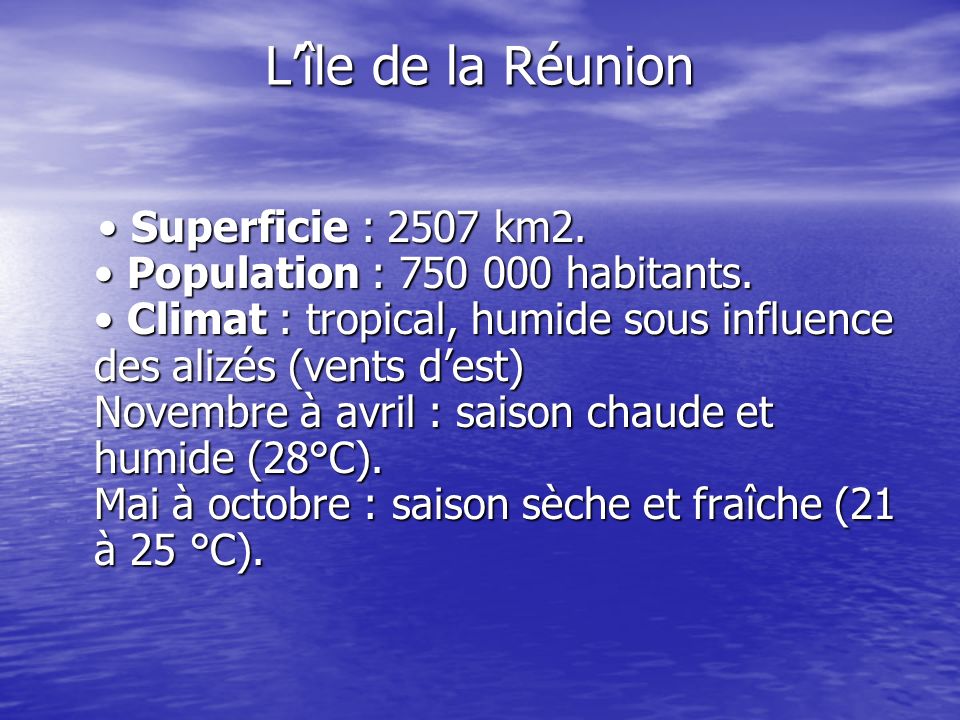 L’île de la Réunion
• Superficie : 2507 km2.
• Population : 750 000 habitants.
• Climat : tropical, humide sous influence
des alizés (vents d’est)
Novembre à avril : saison chaude et
humide (28°C).
Mai à octobre : saison sèche et fraîche (21
à 25 °C).